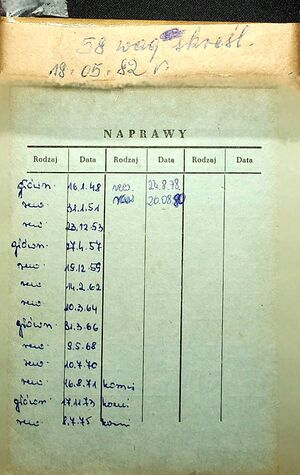 58 wag skreśl.
18.05.82 r.
NAPRAWY
Rodzaj Data Rodzaj Data Rodzaj Data
główn. 16.1.48 rew. 24.8.78
rew. 31.1.51 rew 20.08.80
rew. 23.12.53
główn. 27.4.57
rew. 19.12.59
rew. 14.2.62
rew. 10.3.64
główn. 31.3.66
rew. 9.5.68
rew. 10.7.70
rew. 16.8.71
główn. 17.11.73
rew. 8.7.75